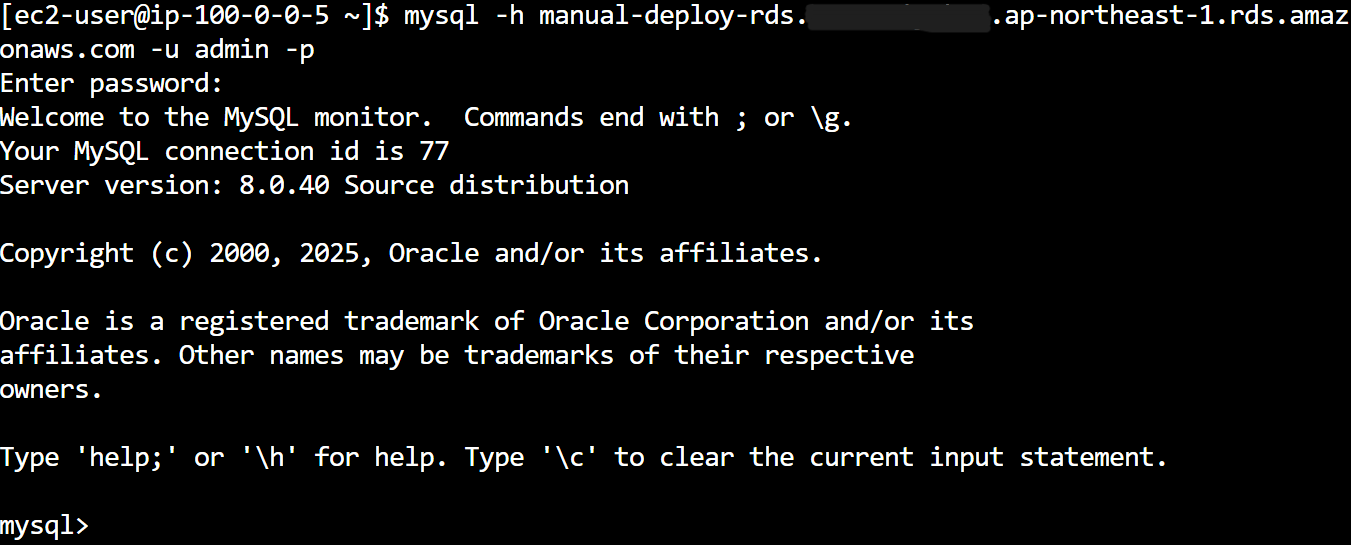 [ec2-user@ip-100-0-0-5 ~]$ mysql -h manual-deploy-rds. .ap-northeast-1.rds.amaz
onaws.com -u admin -p
Enter password:
Welcome to the MySQL monitor.  Commands end with ; or \g.
Your MySQL connection id is 77
Server version: 8.0.40 Source distribution
Copyright (c) 2000, 2025, Oracle and/or its affiliates.
Oracle is a registered trademark of Oracle Corporation and/or its
affiliates. Other names may be trademarks of their respective
owners.
Type 'help;' or '\h' for help. Type '\c' to clear the current input statement.
mysql>